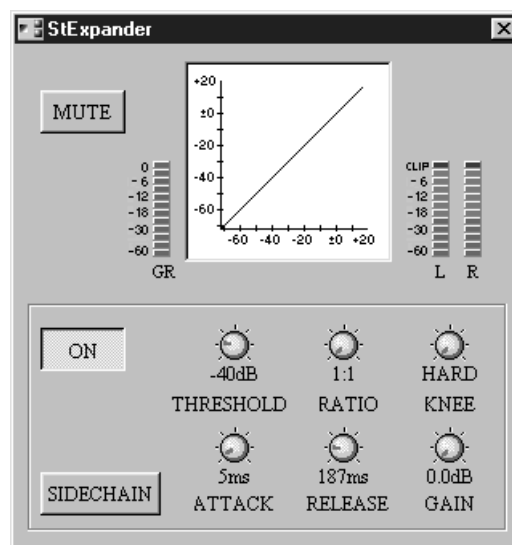 StExpander
MUTE
+20
±0
-20
-40
-60
-60 -40 -20 ±0 +20
0
-6
-12
-18
-30
-60
GR
CLIP
-6
-12
-18
-30
-60
L R
ON
-40dB 1:1 HARD
THRESHOLD RATIO KNEE
5ms 187ms 0.0dB
SIDECHAIN
ATTACK RELEASE GAIN